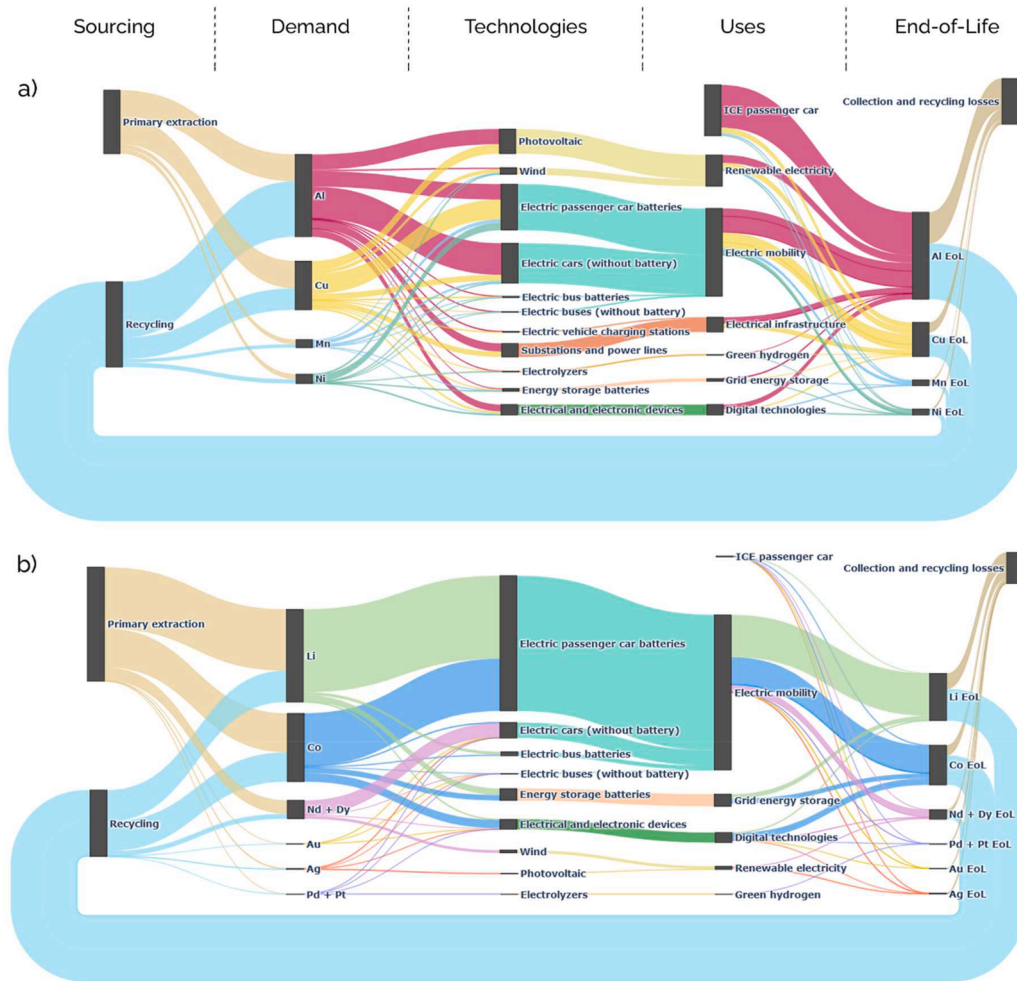 Sourcing
Demand
Technologies
Uses
End-of-Life
a)
Primary extraction
Recycling
Al
Cu
Mn
Ni
Photovoltaic
Wind
Electric passenger car batteries
Electric cars (without battery)
Electric bus batteries
Electric buses (without battery)
Electric vehicle charging stations
Substations and power lines
Electrolyzers
Energy storage batteries
Electrical and electronic devices
ICE passenger car
Renewable electricity
Electric mobility
Electrical infrastructure
Green hydrogen
Grid energy storage
Digital technologies
Collection and recycling losses
Al EoL
Cu EoL
Mn EoL
Ni EoL
b)
Primary extraction
Recycling
Li
Co
Nd + Dy
Au
Ag
Pd + Pt
Electric passenger car batteries
Electric cars (without battery)
Electric bus batteries
Electric buses (without battery)
Energy storage batteries
Electrical and electronic devices
Wind
Photovoltaic
Electrolyzers
ICE passenger car
Electric mobility
Grid energy storage
Digital technologies
Renewable electricity
Green hydrogen
Collection and recycling losses
Li EoL
Co EoL
Nd + Dy EoL
Pd + Pt EoL
Au EoL
Ag EoL